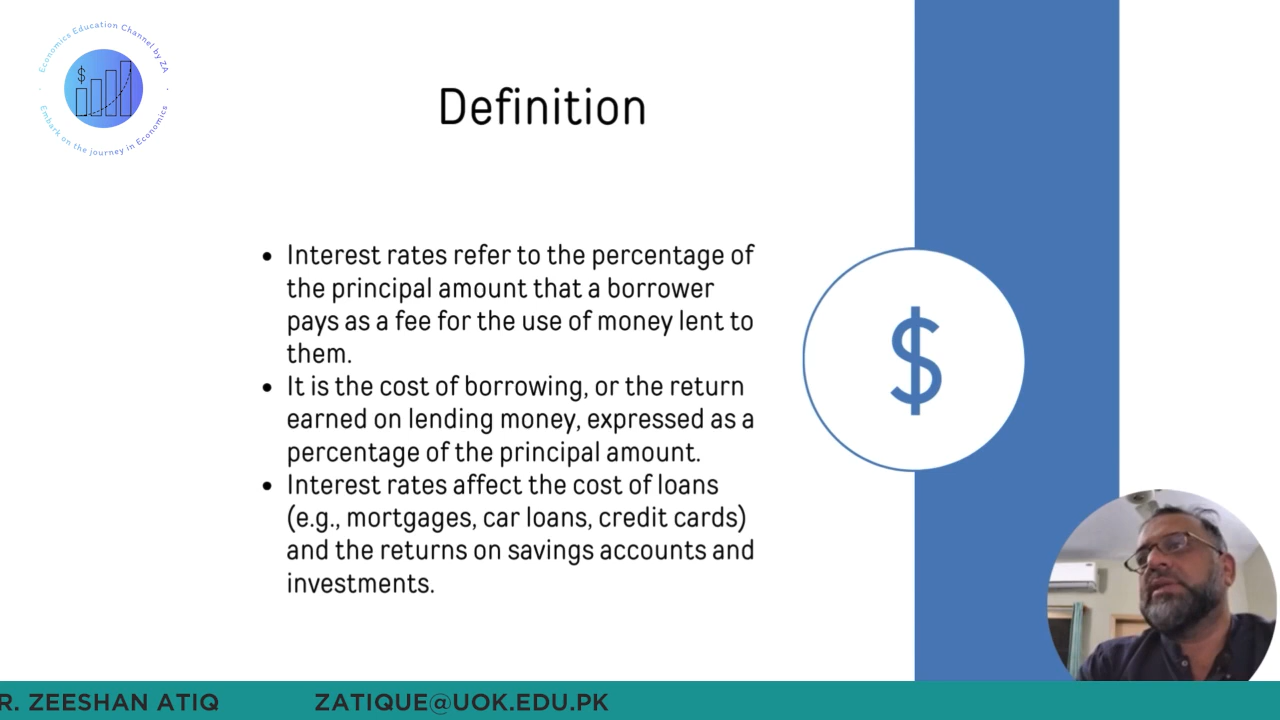 Economics Education Channel by ZA
$
Embark on the journey in Economics
Definition
• Interest rates refer to the percentage of
the principal amount that a borrower
pays as a fee for the use of money lent to
them.
• It is the cost of borrowing, or the return
earned on lending money, expressed as a
percentage of the principal amount.
• Interest rates affect the cost of loans
(e.g., mortgages, car loans, credit cards)
and the returns on savings accounts and
investments.
$
R. ZEESHAN ATIQ ZATIQUE@UOK.EDU.PK